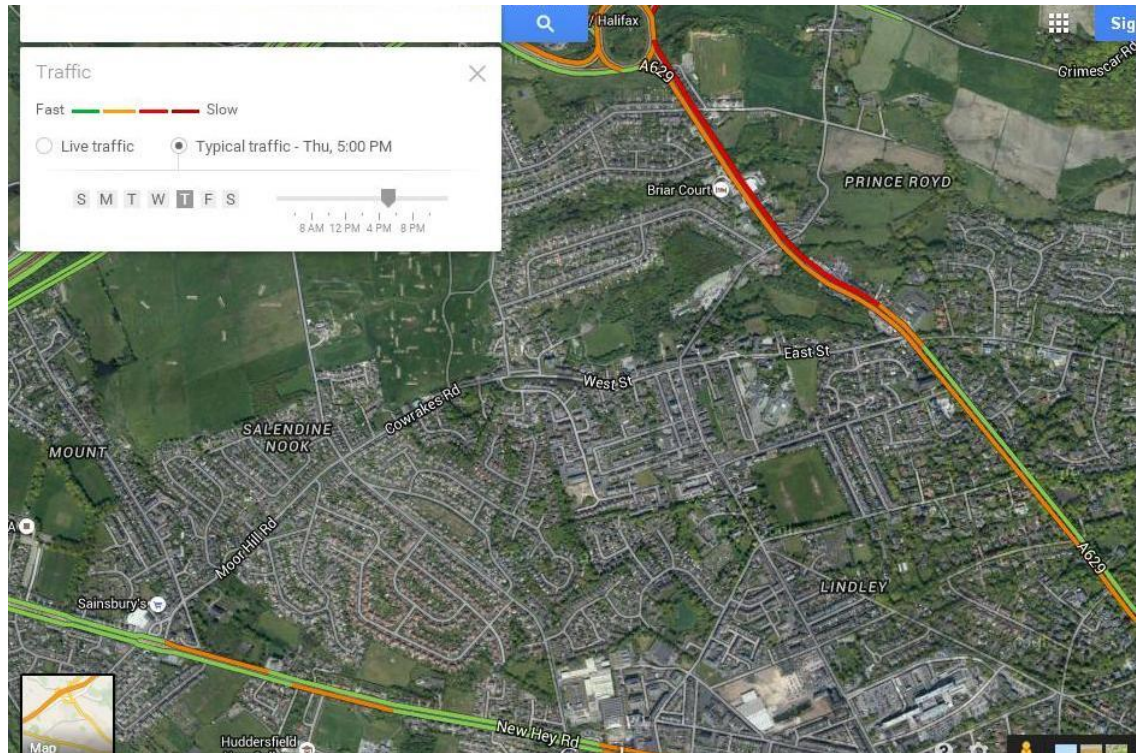 / Halifax
Sig
Traffic
Fast Slow
Live traffic Typical traffic - Thu, 5:00 PM
S M T W T F S
8 AM 12 PM 4 PM 8 PM
A629
Grimescar Rd
Briar Court
PRINCE ROYD
East St
West St
Cowrakes Rd
SALENDINE
NOOK
MOUNT
A
Moor Hill Rd
A629
LINDLEY
Sainsbury's
New Hey Rd
Huddersfield
Map